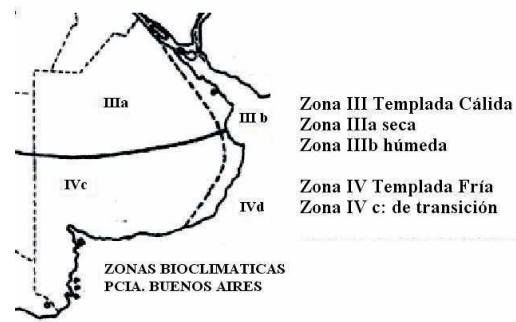 IIIa
III b
IVc
IVd
ZONAS BIOCLIMATICAS
PCIA. BUENOS AIRES
Zona III Templada Cálida
Zona IIIa seca
Zona IIIb húmeda
Zona IV Templada Fría
Zona IV c: de transición